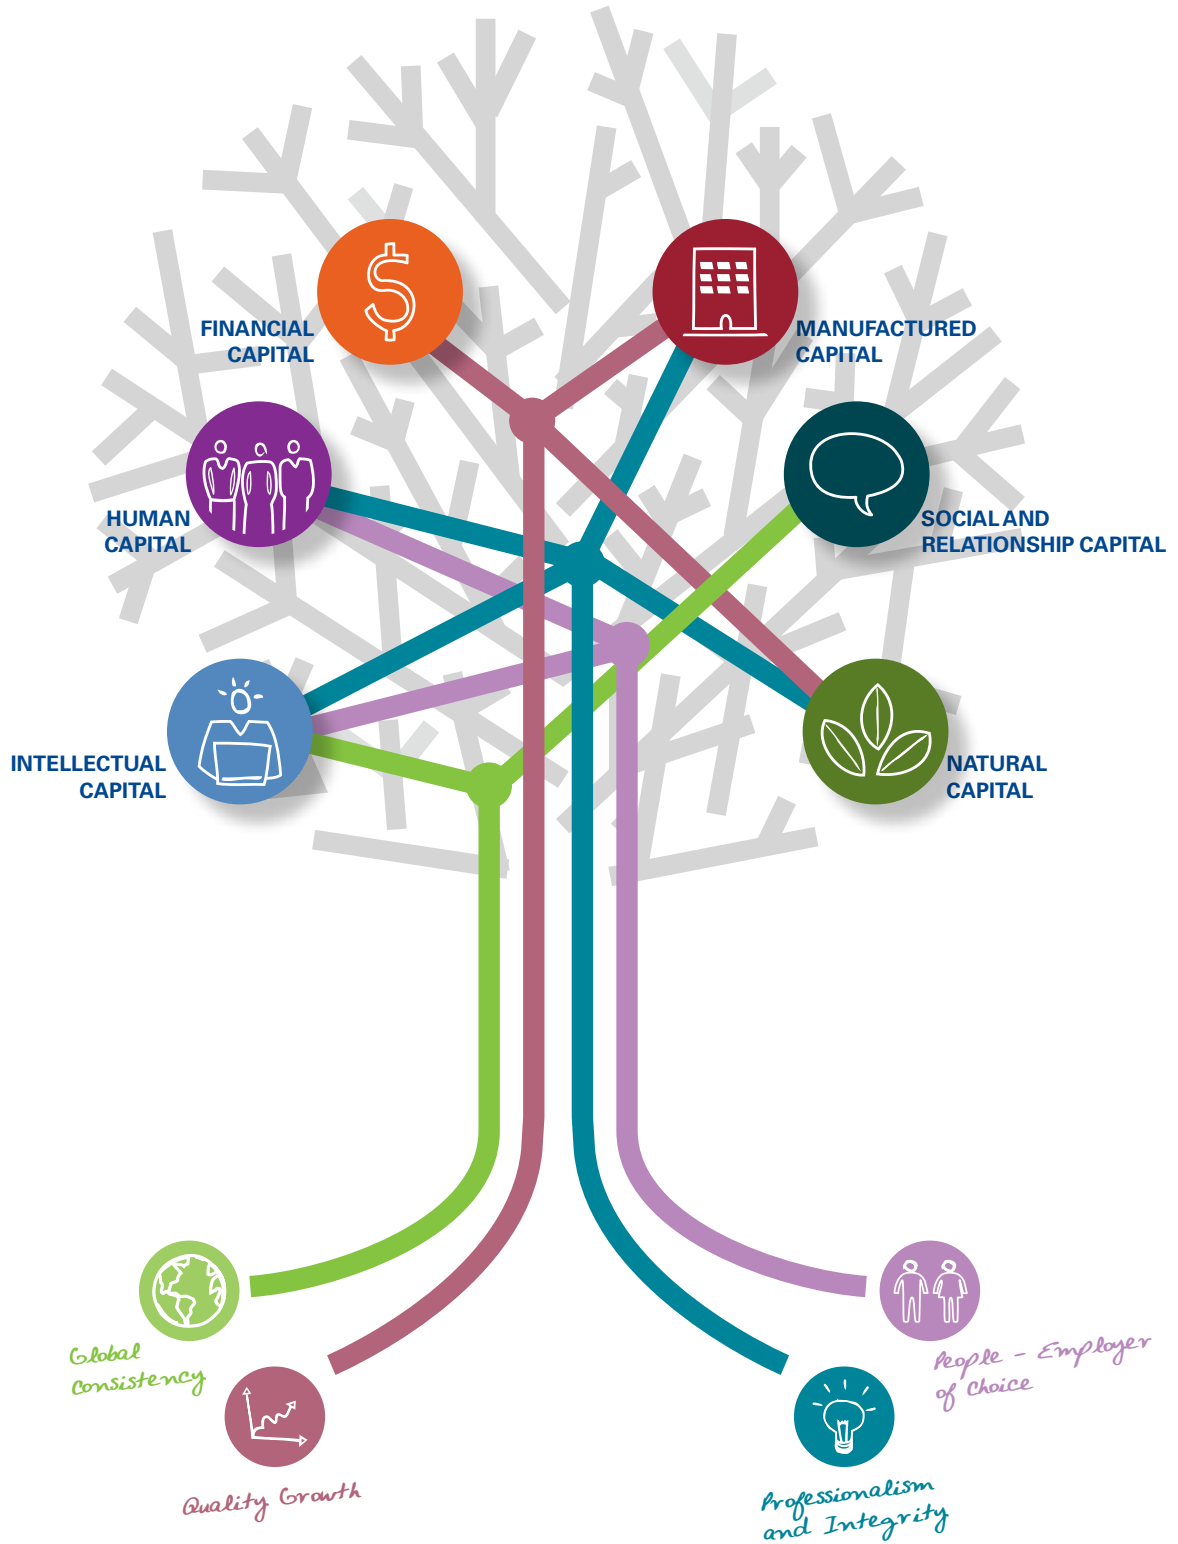 FINANCIAL
CAPITAL
MANUFACTURED
CAPITAL
HUMAN
CAPITAL
SOCIAL AND
RELATIONSHIP CAPITAL
INTELLECTUAL
CAPITAL
NATURAL
CAPITAL
Global
Consistency
People - Employer
of Choice
Quality Growth
Professionalism
and Integrity